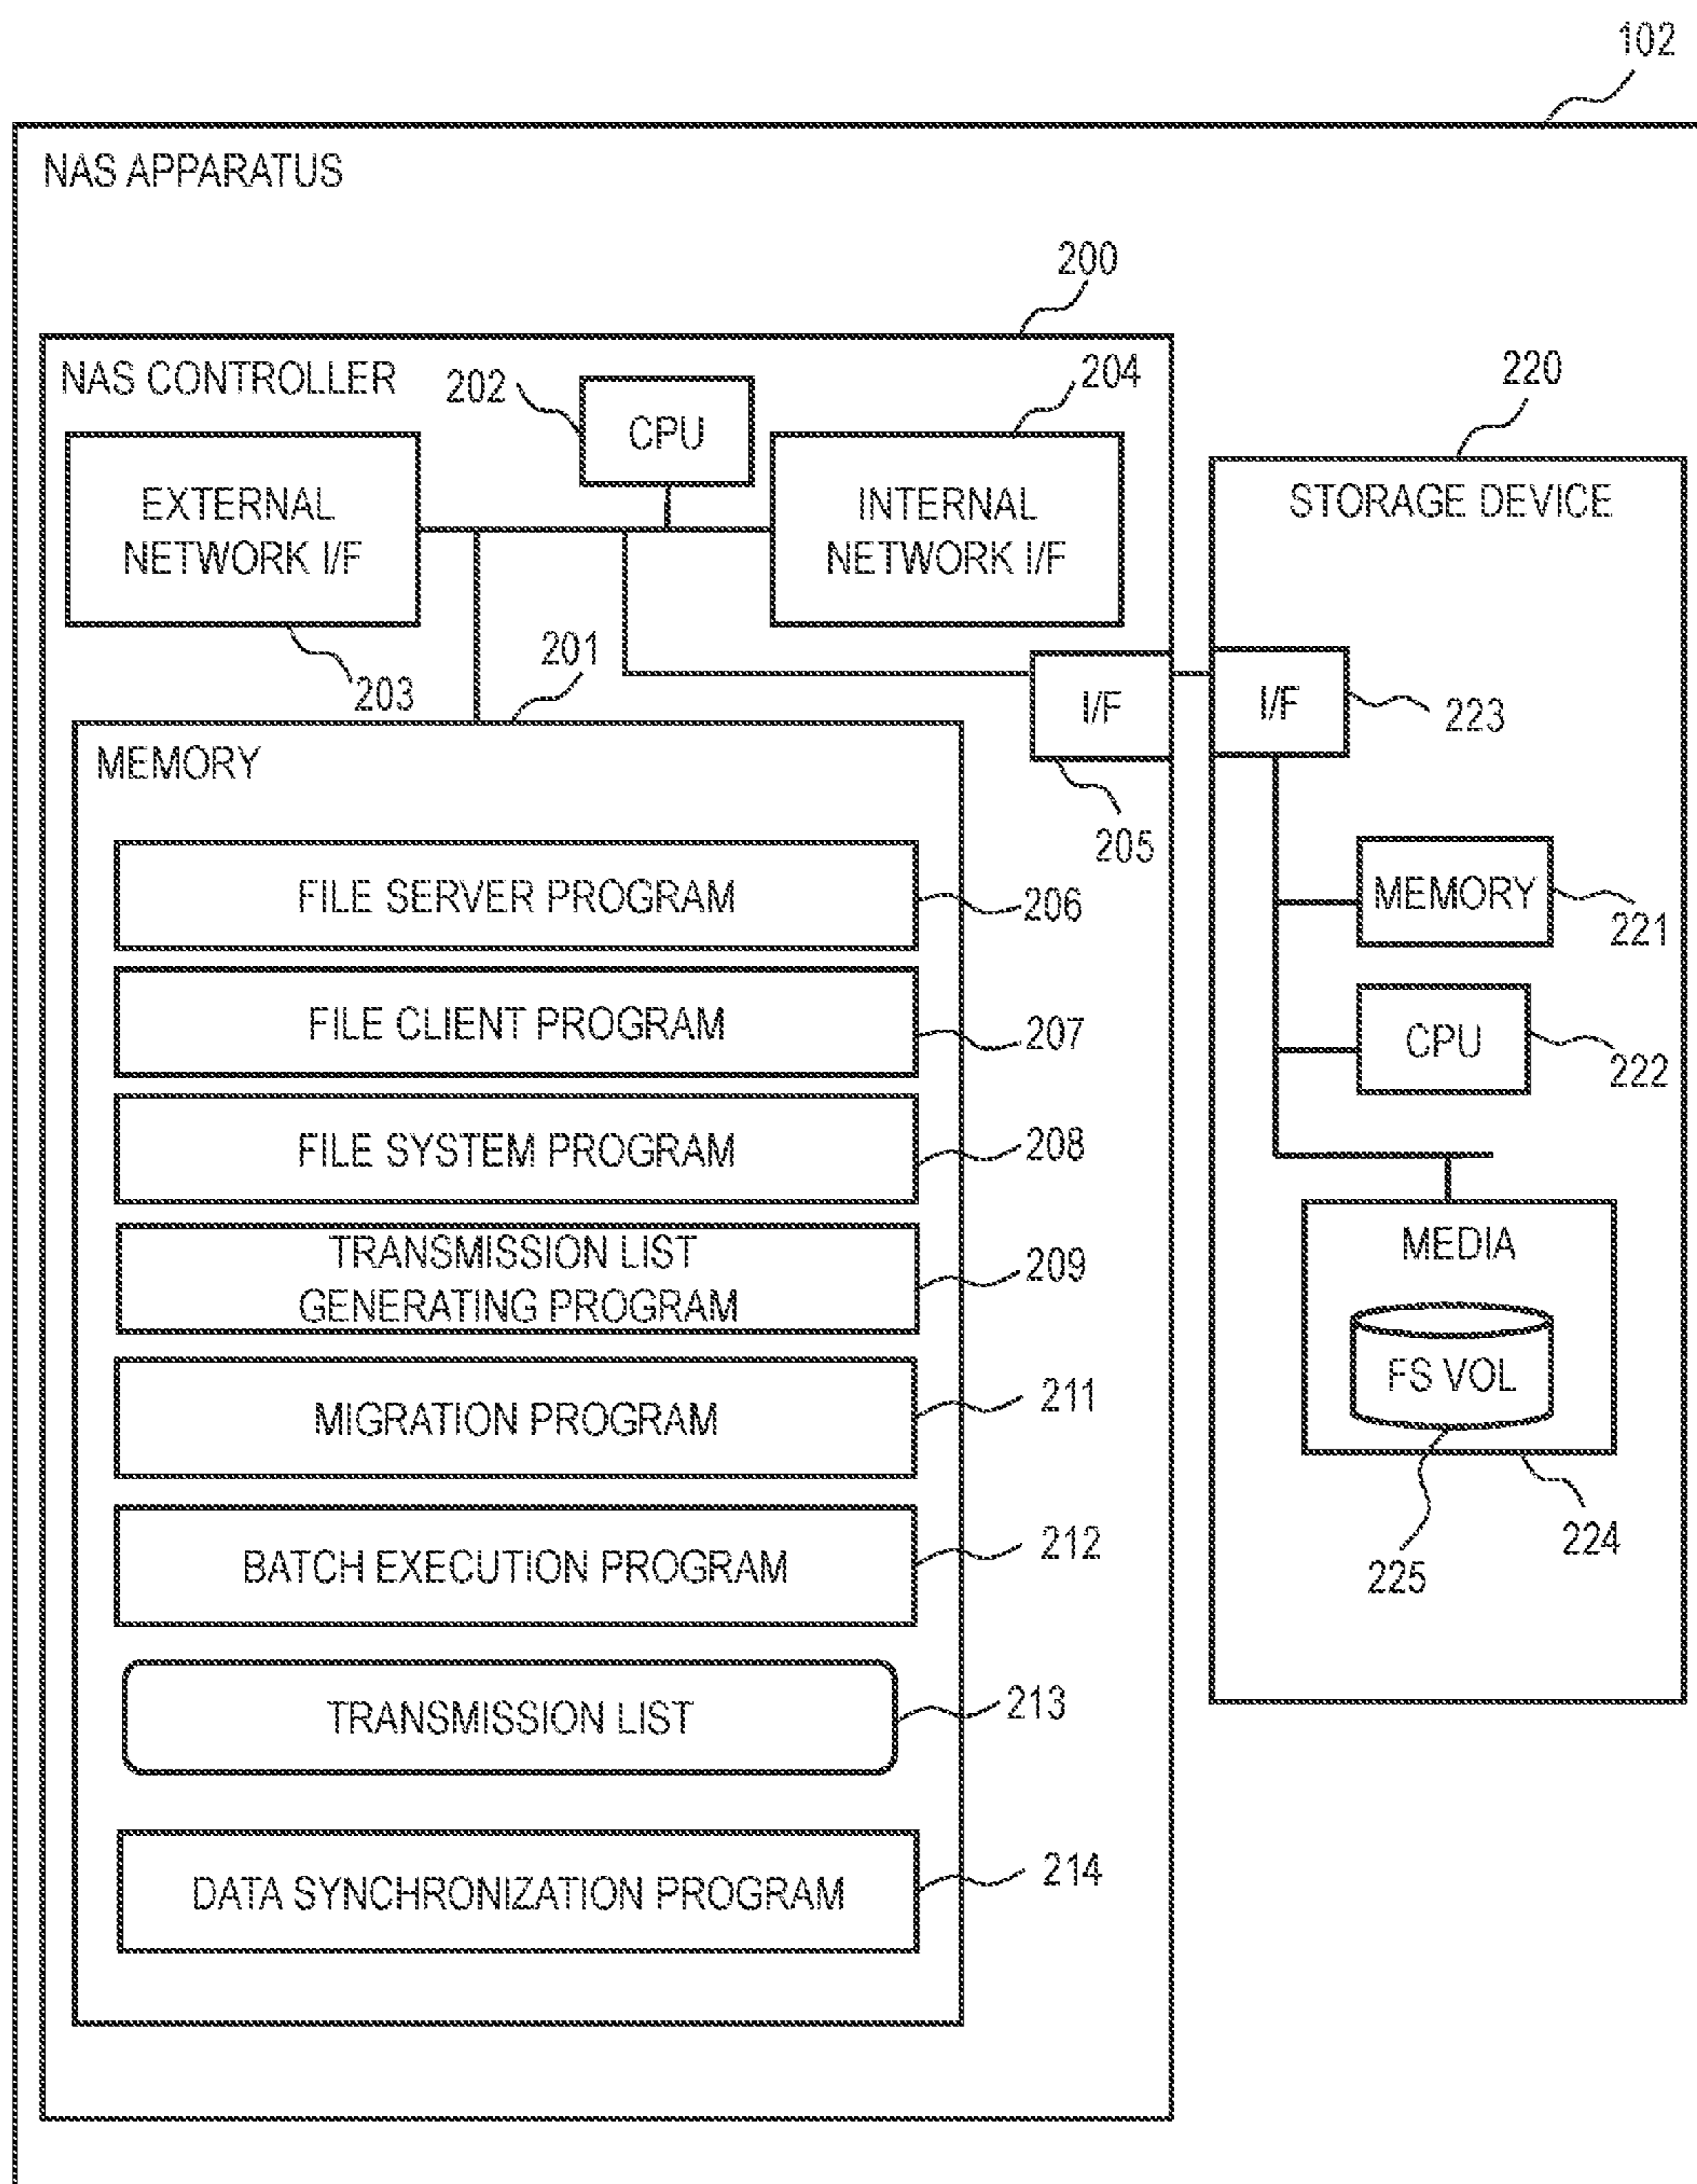 102
NAS APPARATUS
200
NAS CONTROLLER
202
CPU
204
220
EXTERNAL
NETWORK I/F
INTERNAL
NETWORK I/F
STORAGE DEVICE
203
201
I/F
I/F
223
205
MEMORY
FILE SERVER PROGRAM
206
MEMORY
221
FILE CLIENT PROGRAM
207
CPU
222
FILE SYSTEM PROGRAM
208
TRANSMISSION LIST
GENERATING PROGRAM
209
MEDIA
FS VOL
MIGRATION PROGRAM
211
BATCH EXECUTION PROGRAM
212
224
225
TRANSMISSION LIST
213
DATA SYNCHRONIZATION PROGRAM
214